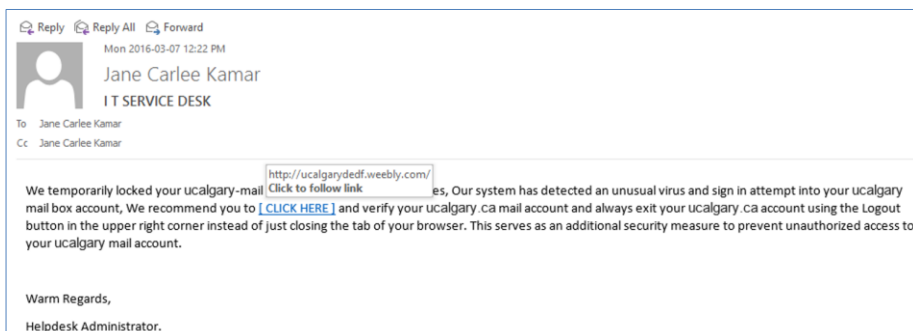 Reply Reply All Forward
Mon 2016-03-07 12:22 PM
Jane Carlee Kamar
I T SERVICE DESK
To Jane Carlee Kamar
Cc Jane Carlee Kamar
http://ucalgarydedf.weebly.com/
Click to follow link
We temporarily locked your ucalgary-mail es, Our system has detected an unusual virus and sign in attempt into your ucalgary
mail box account, We recommend you to [ CLICK HERE ] and verify your ucalgary.ca mail account and always exit your ucalgary.ca account using the Logout
button in the upper right corner instead of just closing the tab of your browser. This serves as an additional security measure to prevent unauthorized access to
your ucalgary mail account.
Warm Regards,
Helpdesk Administrator.